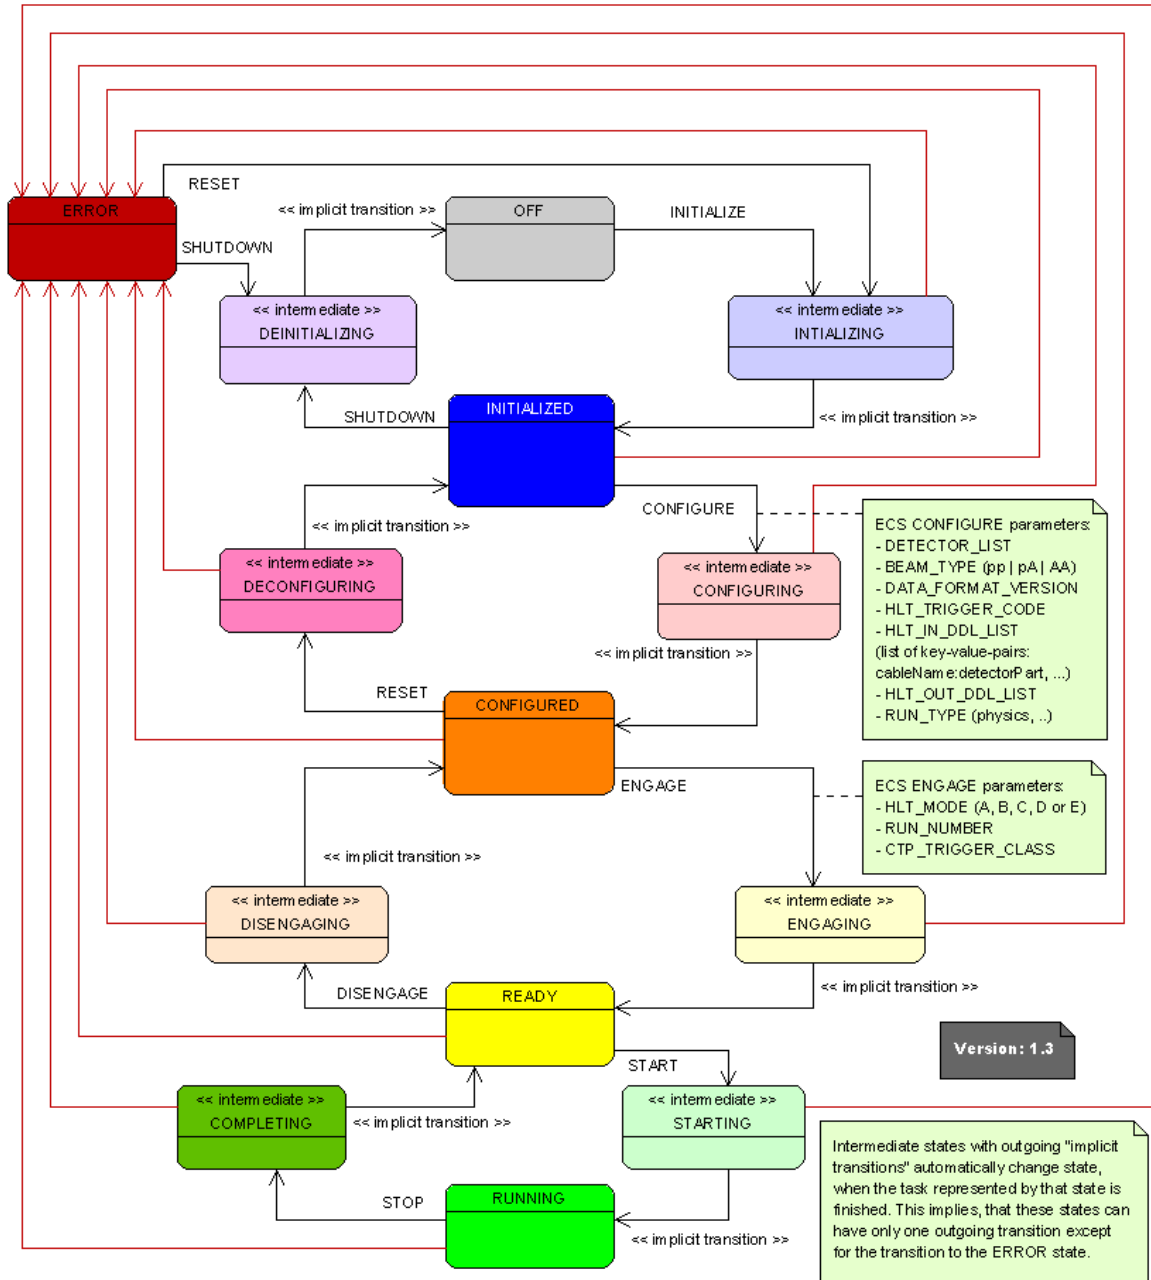 RESET
<< implicit transition >>
OFF
INITIALIZE
ERROR
SHUTDOWN
<< intermediate >>
DEINITIALIZING
<< intermediate >>
INTIALIZING
SHUTDOWN
INITIALIZED
<< implicit transition >>
<< implicit transition >>
CONFIGURE
ECS CONFIGURE parameters:
- DETECTOR_LIST
- BEAM_TYPE (pp | pA | AA)
- DATA_FORMAT_VERSION
- HLT_TRIGGER_CODE
- HLT_IN_DDL_LIST
(list of key-value-pairs:
cableName:detectorPart, ...)
- HLT_OUT_DDL_LIST
- RUN_TYPE (physics, ..)
<< intermediate >>
DECONFIGURING
<< intermediate >>
CONFIGURING
<< implicit transition >>
RESET
CONFIGURED
ENGAGE
ECS ENGAGE parameters:
- HLT_MODE (A, B, C, D or E)
- RUN_NUMBER
- CTP_TRIGGER_CLASS
<< implicit transition >>
<< intermediate >>
DISENGAGING
<< intermediate >>
ENGAGING
DISENGAGE
READY
<< implicit transition >>
Version: 1.3
START
<< intermediate >>
COMPLETING
<< implicit transition >>
<< intermediate >>
STARTING
STOP
RUNNING
<< implicit transition >>
Intermediate states with outgoing "implicit
transitions" automatically change state,
when the task represented by that state is
finished. This implies, that these states can
have only one outgoing transition except
for the transition to the ERROR state.